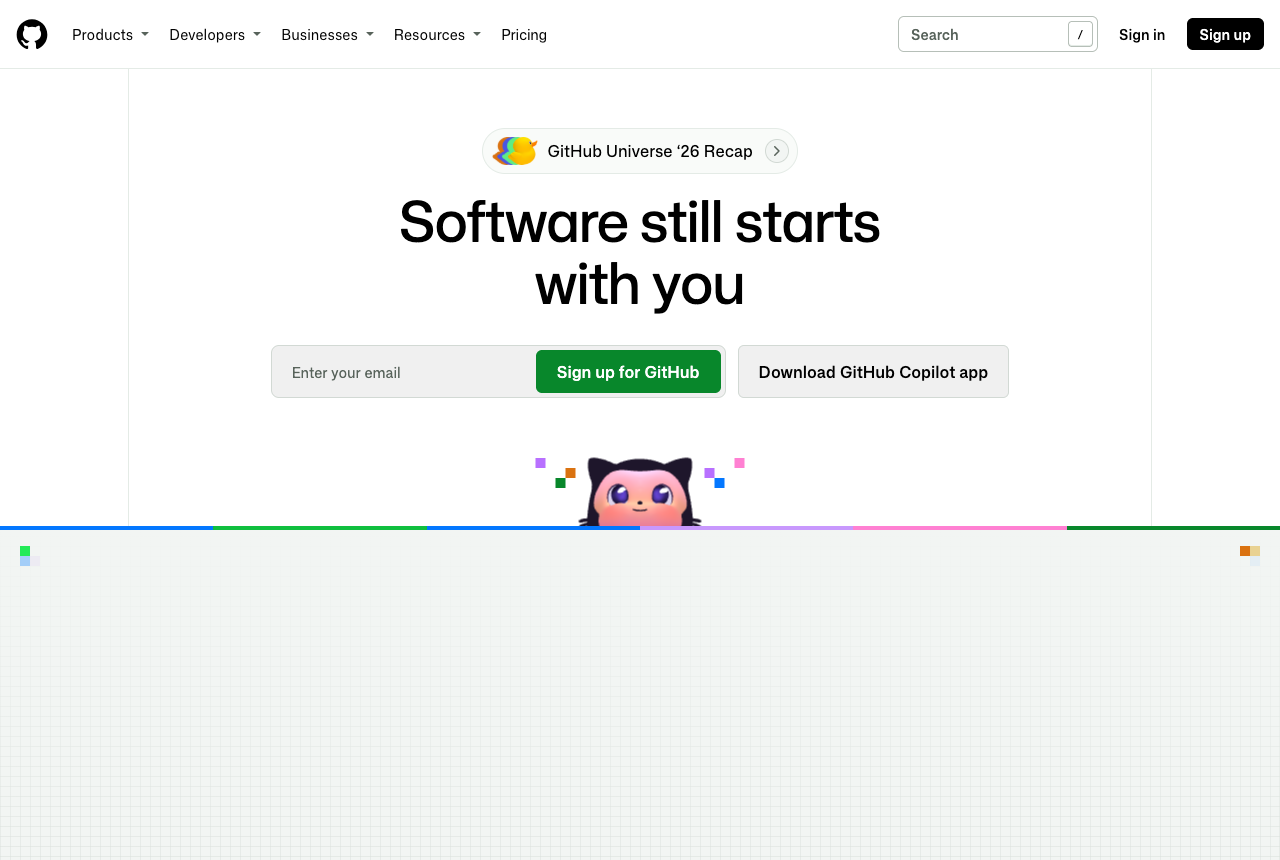 Products
Developers
Businesses
Resources
Pricing
Search
/
Sign in
Sign up
GitHub Universe ‘26 Recap
Software still starts
with you
Enter your email
Sign up for GitHub
Download GitHub Copilot app